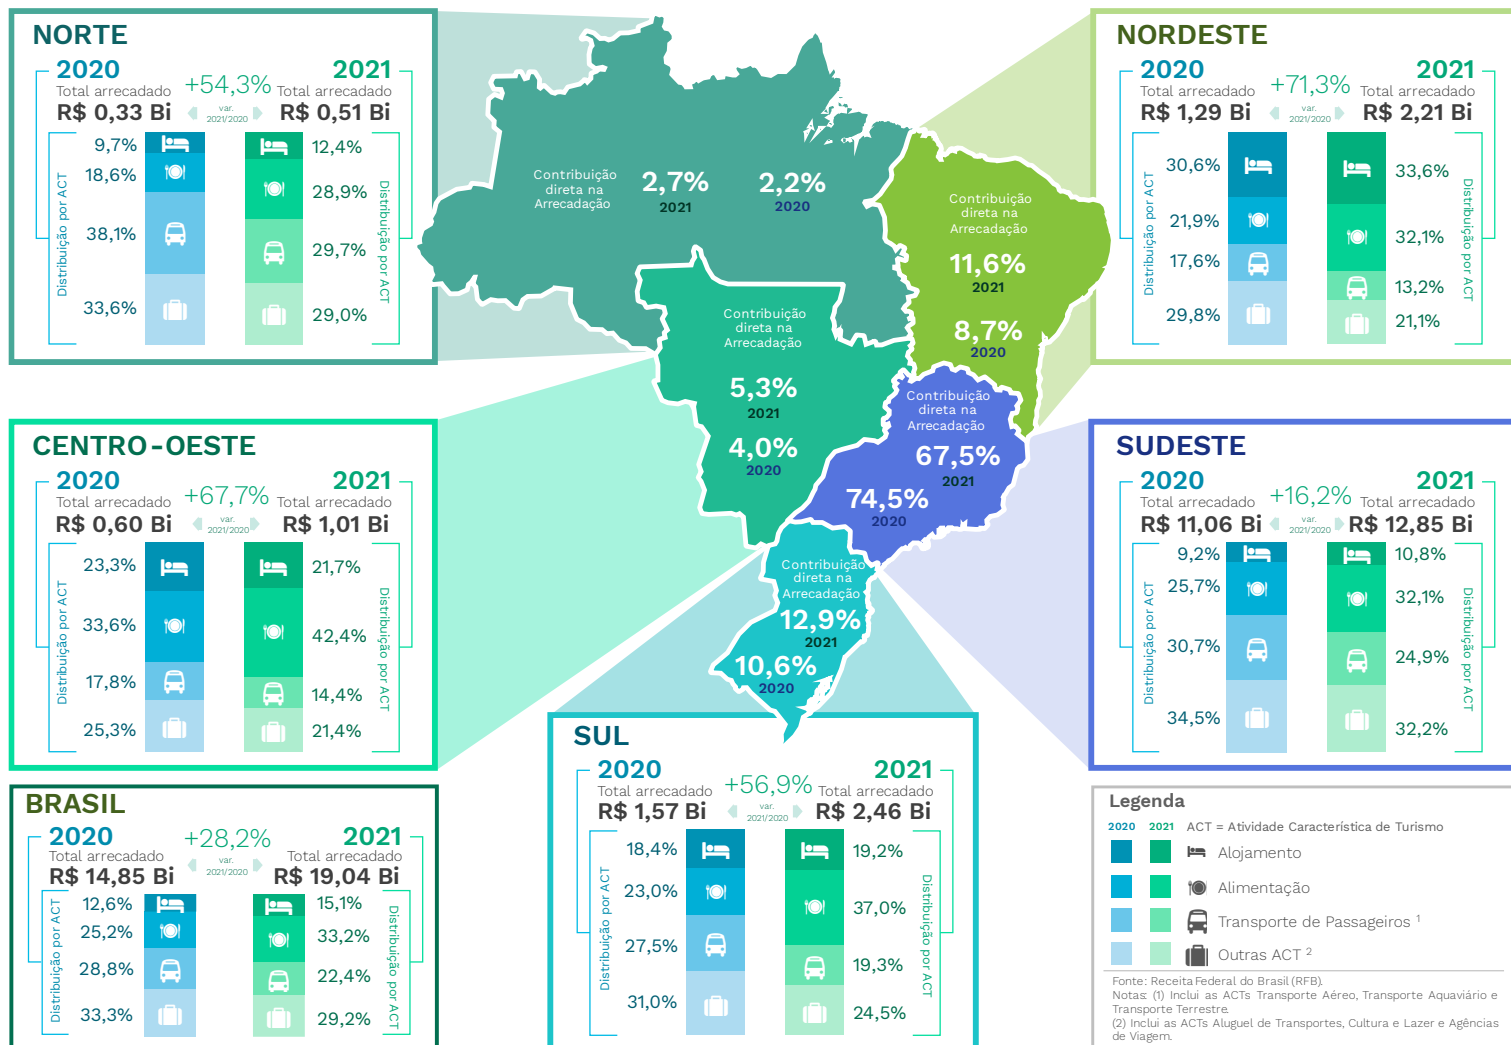 NORTE
2020
Total arrecadado
R$ 0,33 Bi
+54,3%
var.
2021/2020
2021
Total arrecadado
R$ 0,51 Bi
Distribuição por ACT
9,7%
18,6%
38,1%
33,6%
12,4%
28,9%
29,7%
29,0%
Distribuição por ACT
Contribuição
direta na
Arrecadação
2,7%
2021
2,2%
2020
NORDESTE
2020
Total arrecadado
R$ 1,29 Bi
+71,3%
var.
2021/2020
2021
Total arrecadado
R$ 2,21 Bi
Distribuição por ACT
30,6%
21,9%
17,6%
29,8%
33,6%
32,1%
13,2%
21,1%
Distribuição por ACT
Contribuição
direta na
Arrecadação
11,6%
2021
8,7%
2020
CENTRO-OESTE
2020
Total arrecadado
R$ 0,60 Bi
+67,7%
var.
2021/2020
2021
Total arrecadado
R$ 1,01 Bi
Distribuição por ACT
23,3%
33,6%
17,8%
25,3%
21,7%
42,4%
14,4%
21,4%
Distribuição por ACT
Contribuição
direta na
Arrecadação
5,3%
2021
4,0%
2020
SUDESTE
2020
Total arrecadado
R$ 11,06 Bi
+16,2%
var.
2021/2020
2021
Total arrecadado
R$ 12,85 Bi
Distribuição por ACT
9,2%
25,7%
30,7%
34,5%
10,8%
32,1%
24,9%
32,2%
Distribuição por ACT
Contribuição
direta na
Arrecadação
67,5%
2021
74,5%
2020
Contribuição
direta na
Arrecadação
12,9%
2021
10,6%
2020
SUL
2020
Total arrecadado
R$ 1,57 Bi
+56,9%
var.
2021/2020
2021
Total arrecadado
R$ 2,46 Bi
Distribuição por ACT
18,4%
23,0%
27,5%
31,0%
19,2%
37,0%
19,3%
24,5%
Distribuição por ACT
BRASIL
2020
Total arrecadado
R$ 14,85 Bi
+28,2%
var.
2021/2020
2021
Total arrecadado
R$ 19,04 Bi
Distribuição por ACT
12,6%
25,2%
28,8%
33,3%
15,1%
33,2%
22,4%
29,2%
Distribuição por ACT
Legenda
2020 2021 ACT = Atividade Característica de Turismo
Alojamento
Alimentação
Transporte de Passageiros ¹
Outras ACT ²
Fonte: Receita Federal do Brasil (RFB).
Notas: (1) Inclui as ACTs Transporte Aéreo, Transporte Aquaviário e
Transporte Terrestre.
(2) Inclui as ACTs Aluguel de Transportes, Cultura e Lazer e Agências
de Viagem.